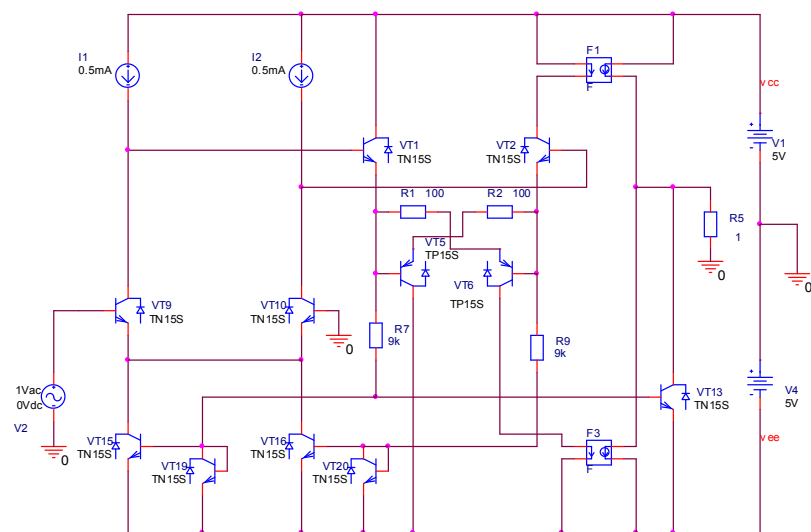 I1
0.5mA
I2
0.5mA
F1
F
vcc
+
-
V1
5V
VT1
TN15S
VT2
TN15S
R1 100
R2 100
R5
1
0
0
VT5
TP15S
VT6
TP15S
VT9
TN15S
VT10
TN15S
0
R7
9k
R9
9k
1Vac
0Vdc
V2
+
-
V4
5V
VT13
TN15S
vee
0
VT15
TN15S
VT19
TN15S
VT16
TN15S
VT20
TN15S
F3
F